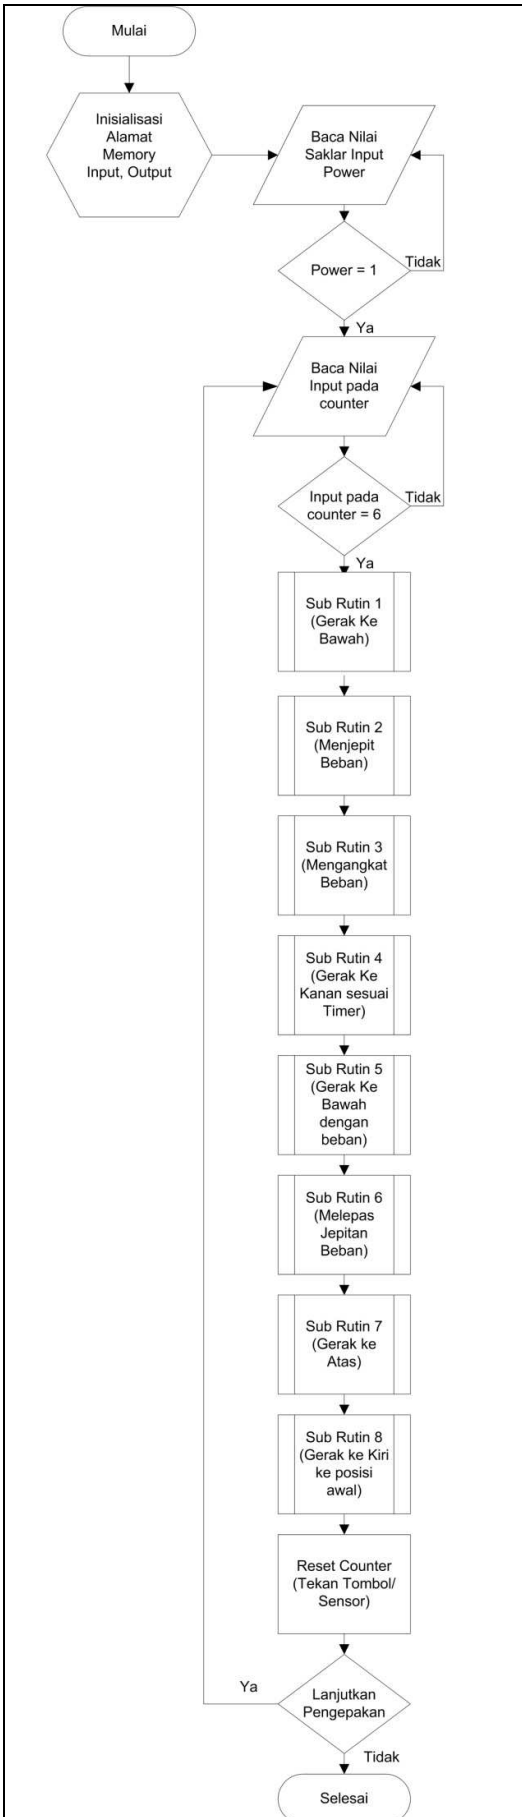 Mulai
Inisialisasi
Alamat
Memory
Input, Output
Baca Nilai
Saklar Input
Power
Power = 1
Tidak
Ya
Baca Nilai
Input pada
counter
Input pada
counter = 6
Tidak
Ya
Sub Rutin 1
(Gerak Ke
Bawah)
Sub Rutin 2
(Menjepit
Beban)
Sub Rutin 3
(Mengangkat
Beban)
Sub Rutin 4
(Gerak Ke
Kanan sesuai
Timer)
Sub Rutin 5
(Gerak Ke
Bawah
dengan
beban)
Sub Rutin 6
(Melepas
Jepitan
Beban)
Sub Rutin 7
(Gerak ke
Atas)
Sub Rutin 8
(Gerak ke Kiri
ke posisi
awal)
Reset Counter
(Tekan Tombol/
Sensor)
Ya
Lanjutkan
Pengepakan
Tidak
Selesai